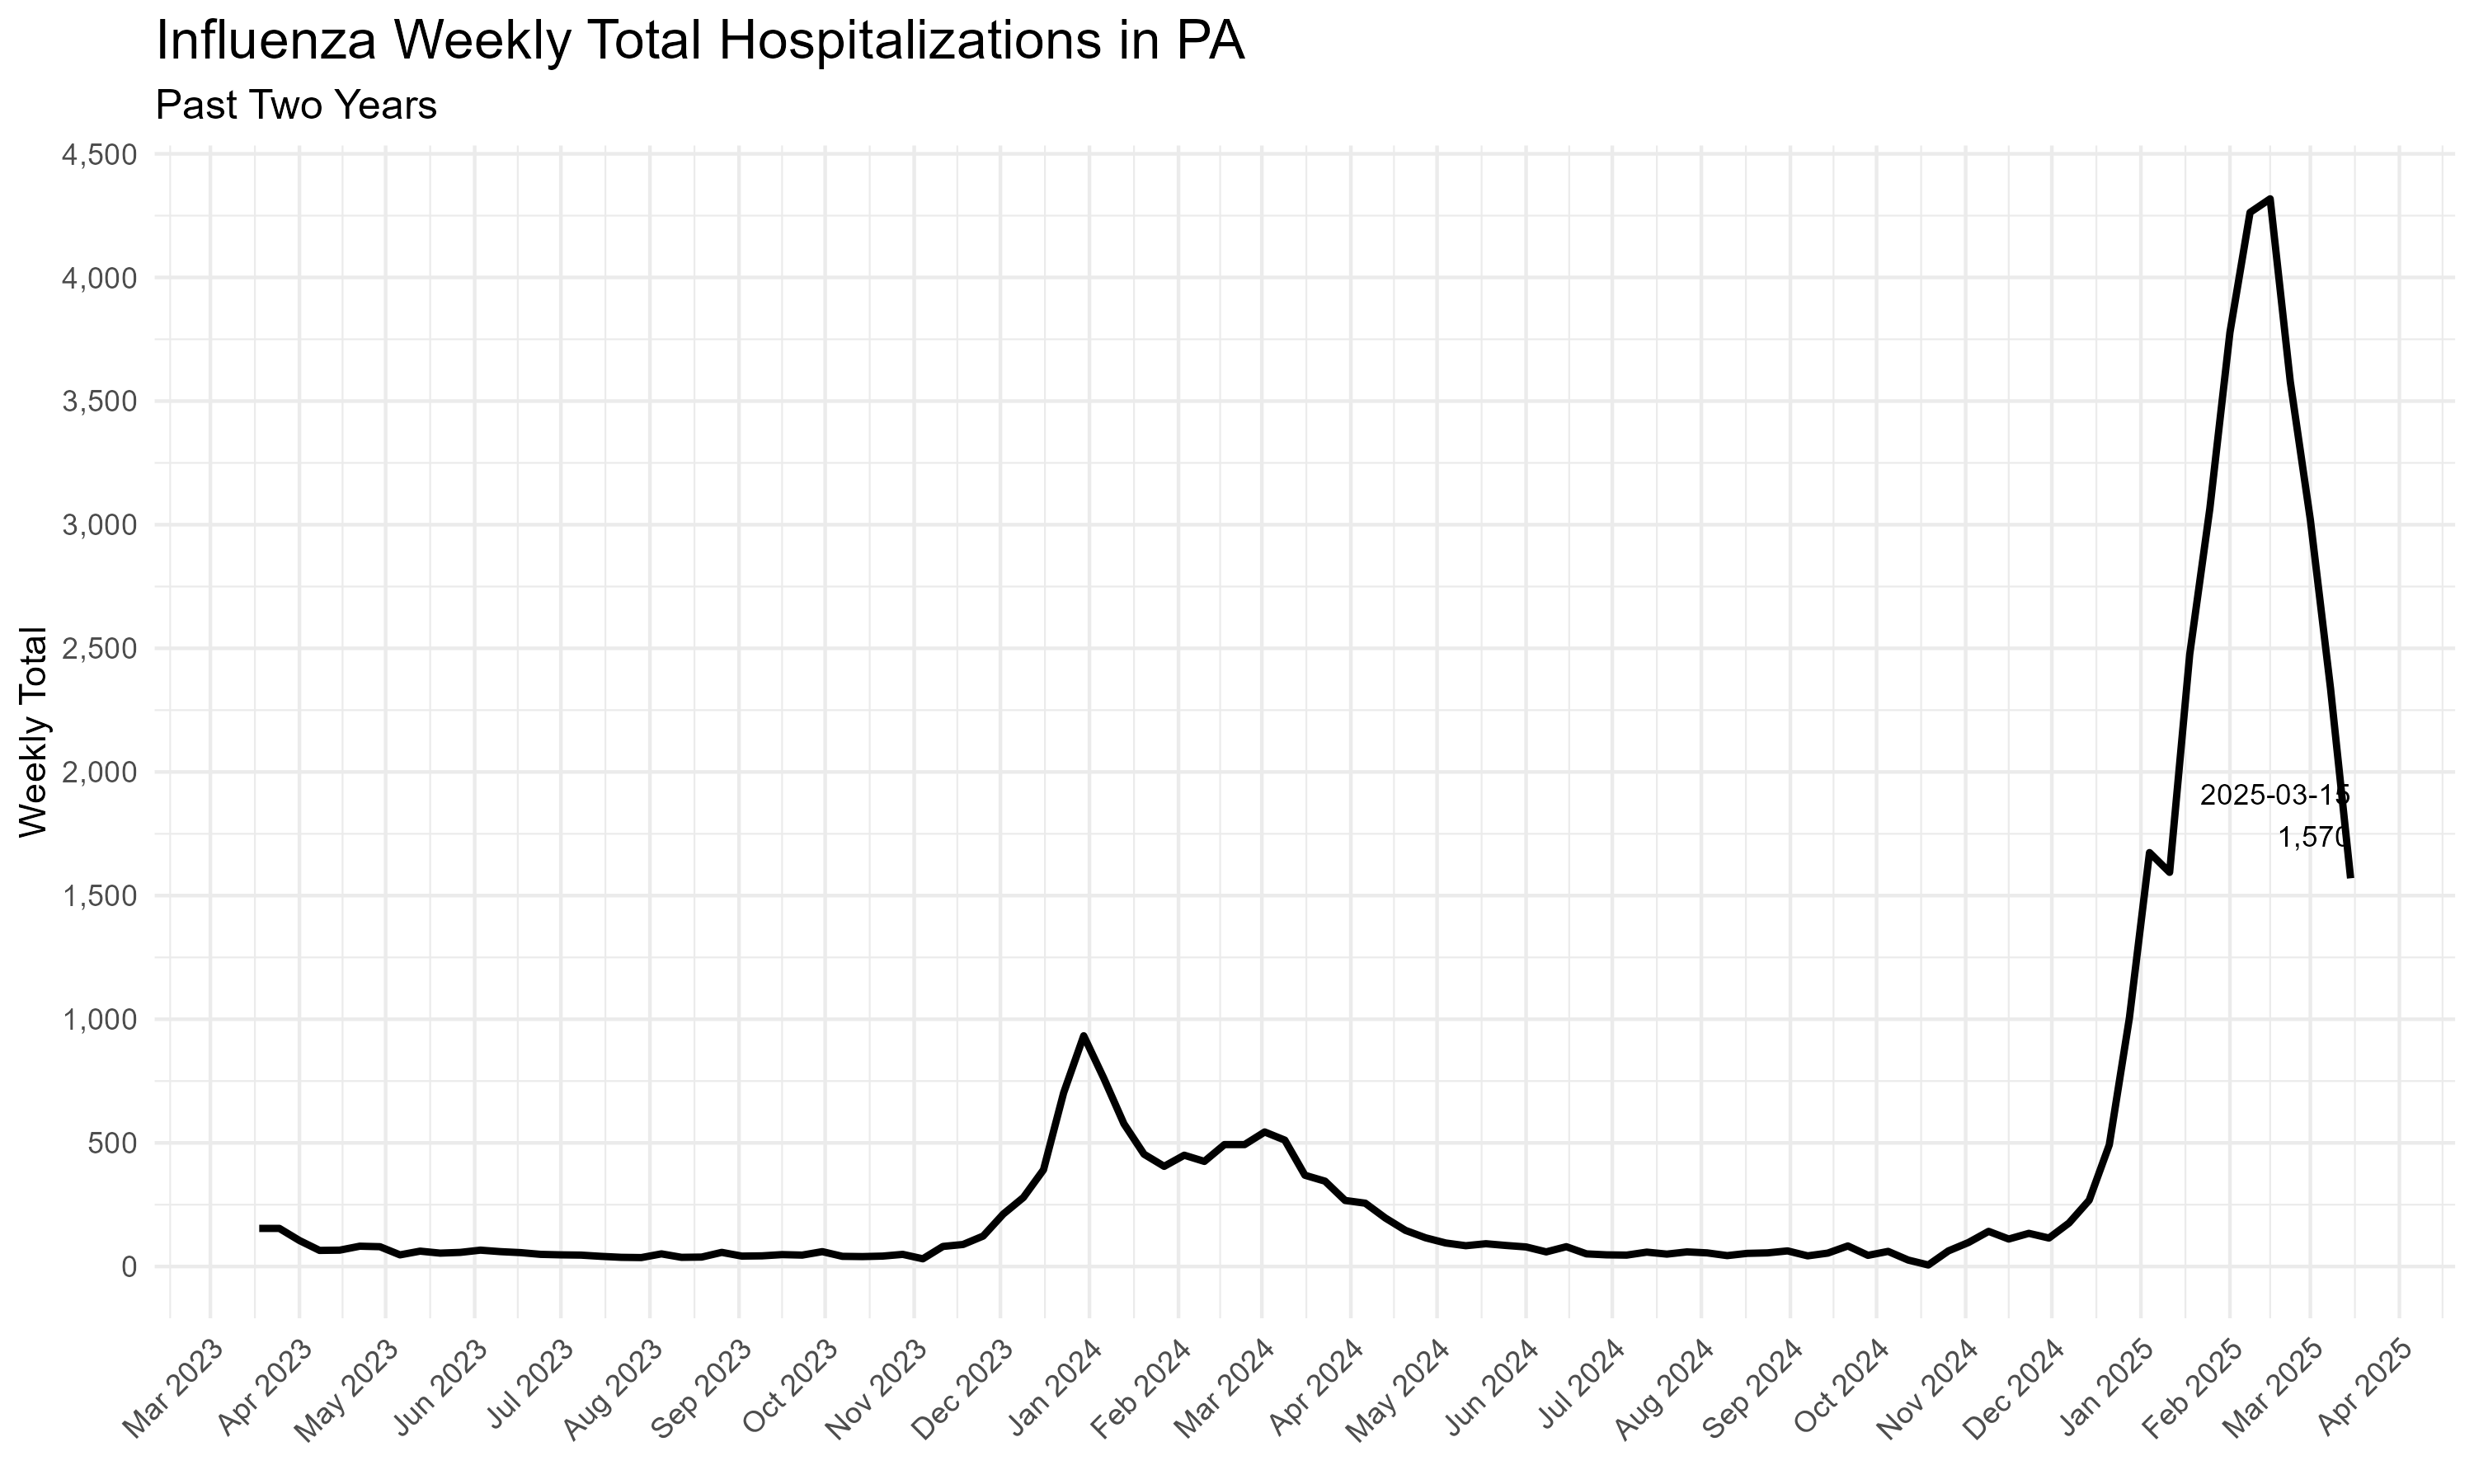 Influenza Weekly Total Hospitalizations in PA
Past Two Years
4,500
4,000
3,500
3,000
2,500
2,000
1,500
1,000
500
0
Weekly Total
2025-03-15
1,570
Mar 2023
Apr 2023
May 2023
Jun 2023
Jul 2023
Aug 2023
Sep 2023
Oct 2023
Nov 2023
Dec 2023
Jan 2024
Feb 2024
Mar 2024
Apr 2024
May 2024
Jun 2024
Jul 2024
Aug 2024
Sep 2024
Oct 2024
Nov 2024
Dec 2024
Jan 2025
Feb 2025
Mar 2025
Apr 2025